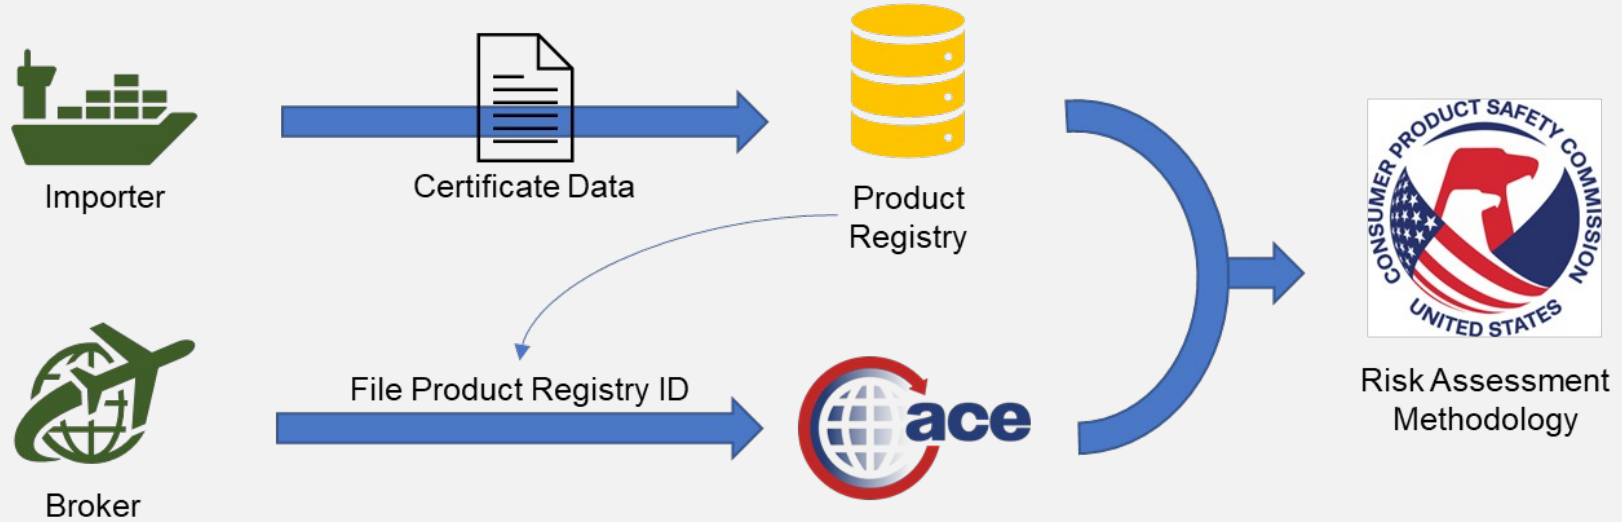 Importer
Certificate Data
Product
Registry
CONSUMER PRODUCT SAFETY COMMISSION
UNITED STATES
File Product Registry ID
ace
Broker
Risk Assessment
Methodology